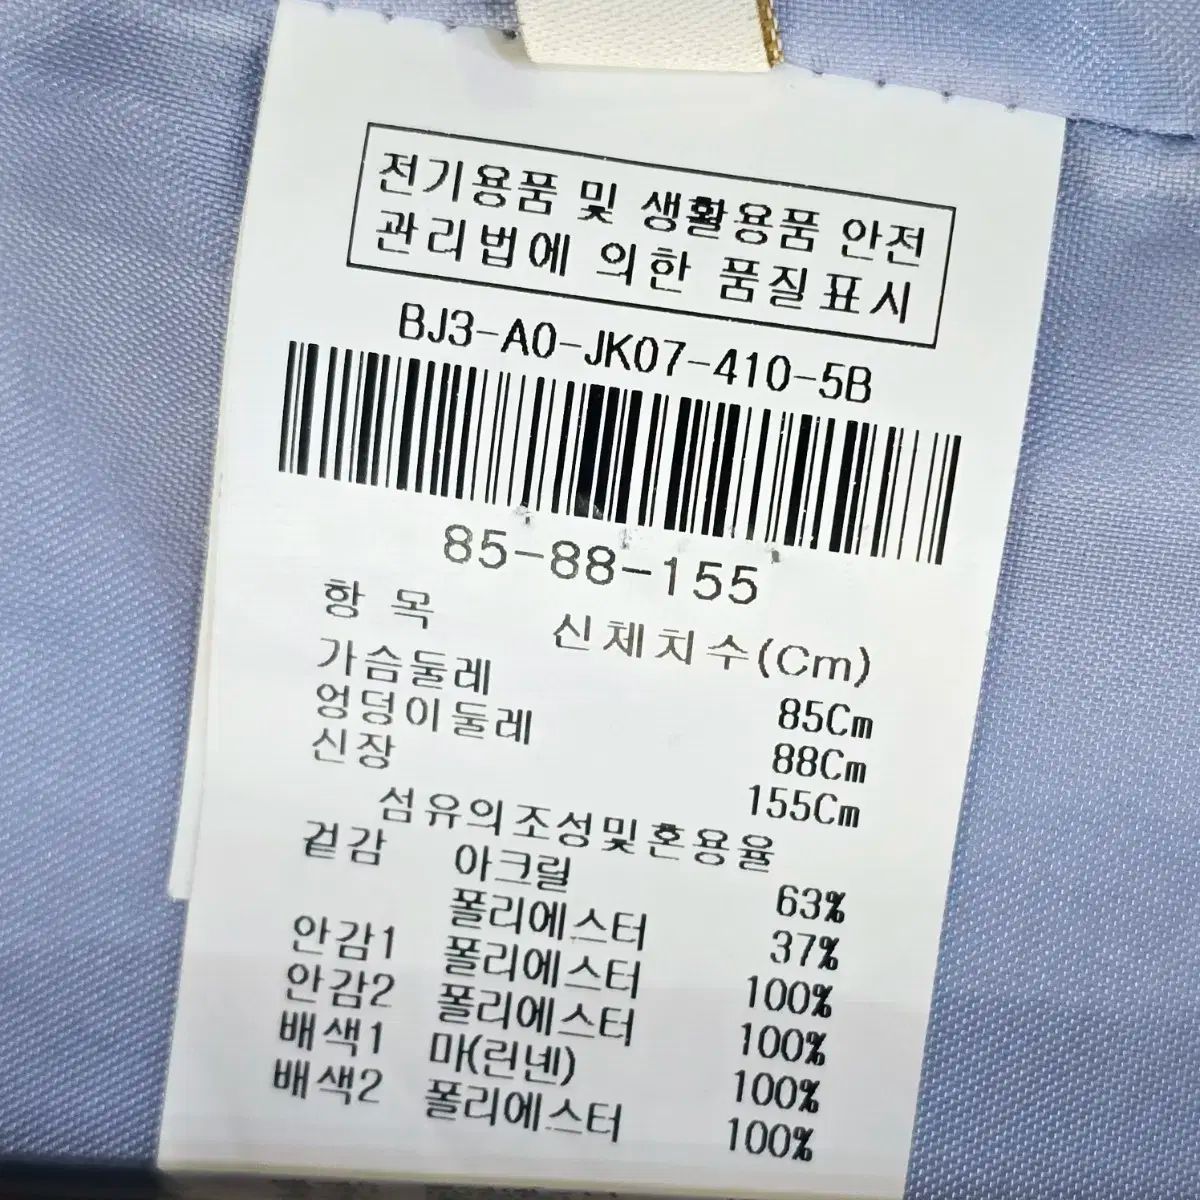 전기용품 및 생활용품 안전
관리법에 의한 품질표시
BJ3-A0-JK07-410-5B
85-88-155
항 목 신체치수(Cm)
가슴둘레 85Cm
엉덩이둘레 88Cm
신장 155Cm
섬유의조성및혼용율
겉감 아크릴 63%
폴리에스터 37%
안감1 폴리에스터 100%
안감2 폴리에스터 100%
배색1 마(린넨) 100%
배색2 폴리에스터 100%